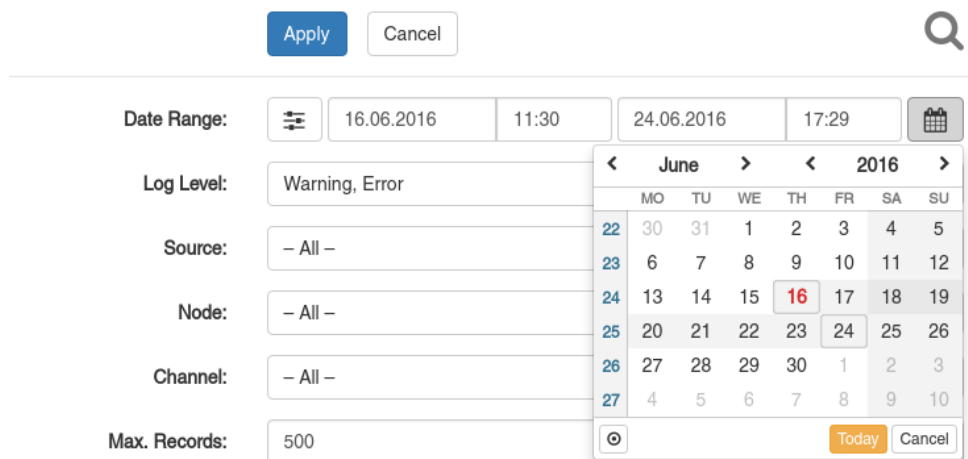 Apply Cancel
Date Range: 16.06.2016 11:30 24.06.2016 17:29
June 2016
Log Level: Warning, Error
MO TU WE TH FR SA SU
22 30 31 1 2 3 4 5
Source: – All –
23 6 7 8 9 10 11 12
24 13 14 15 16 17 18 19
Node: – All –
25 20 21 22 23 24 25 26
26 27 28 29 30 1 2 3
Channel: – All –
27 4 5 6 7 8 9 10
Max. Records: 500
Today Cancel